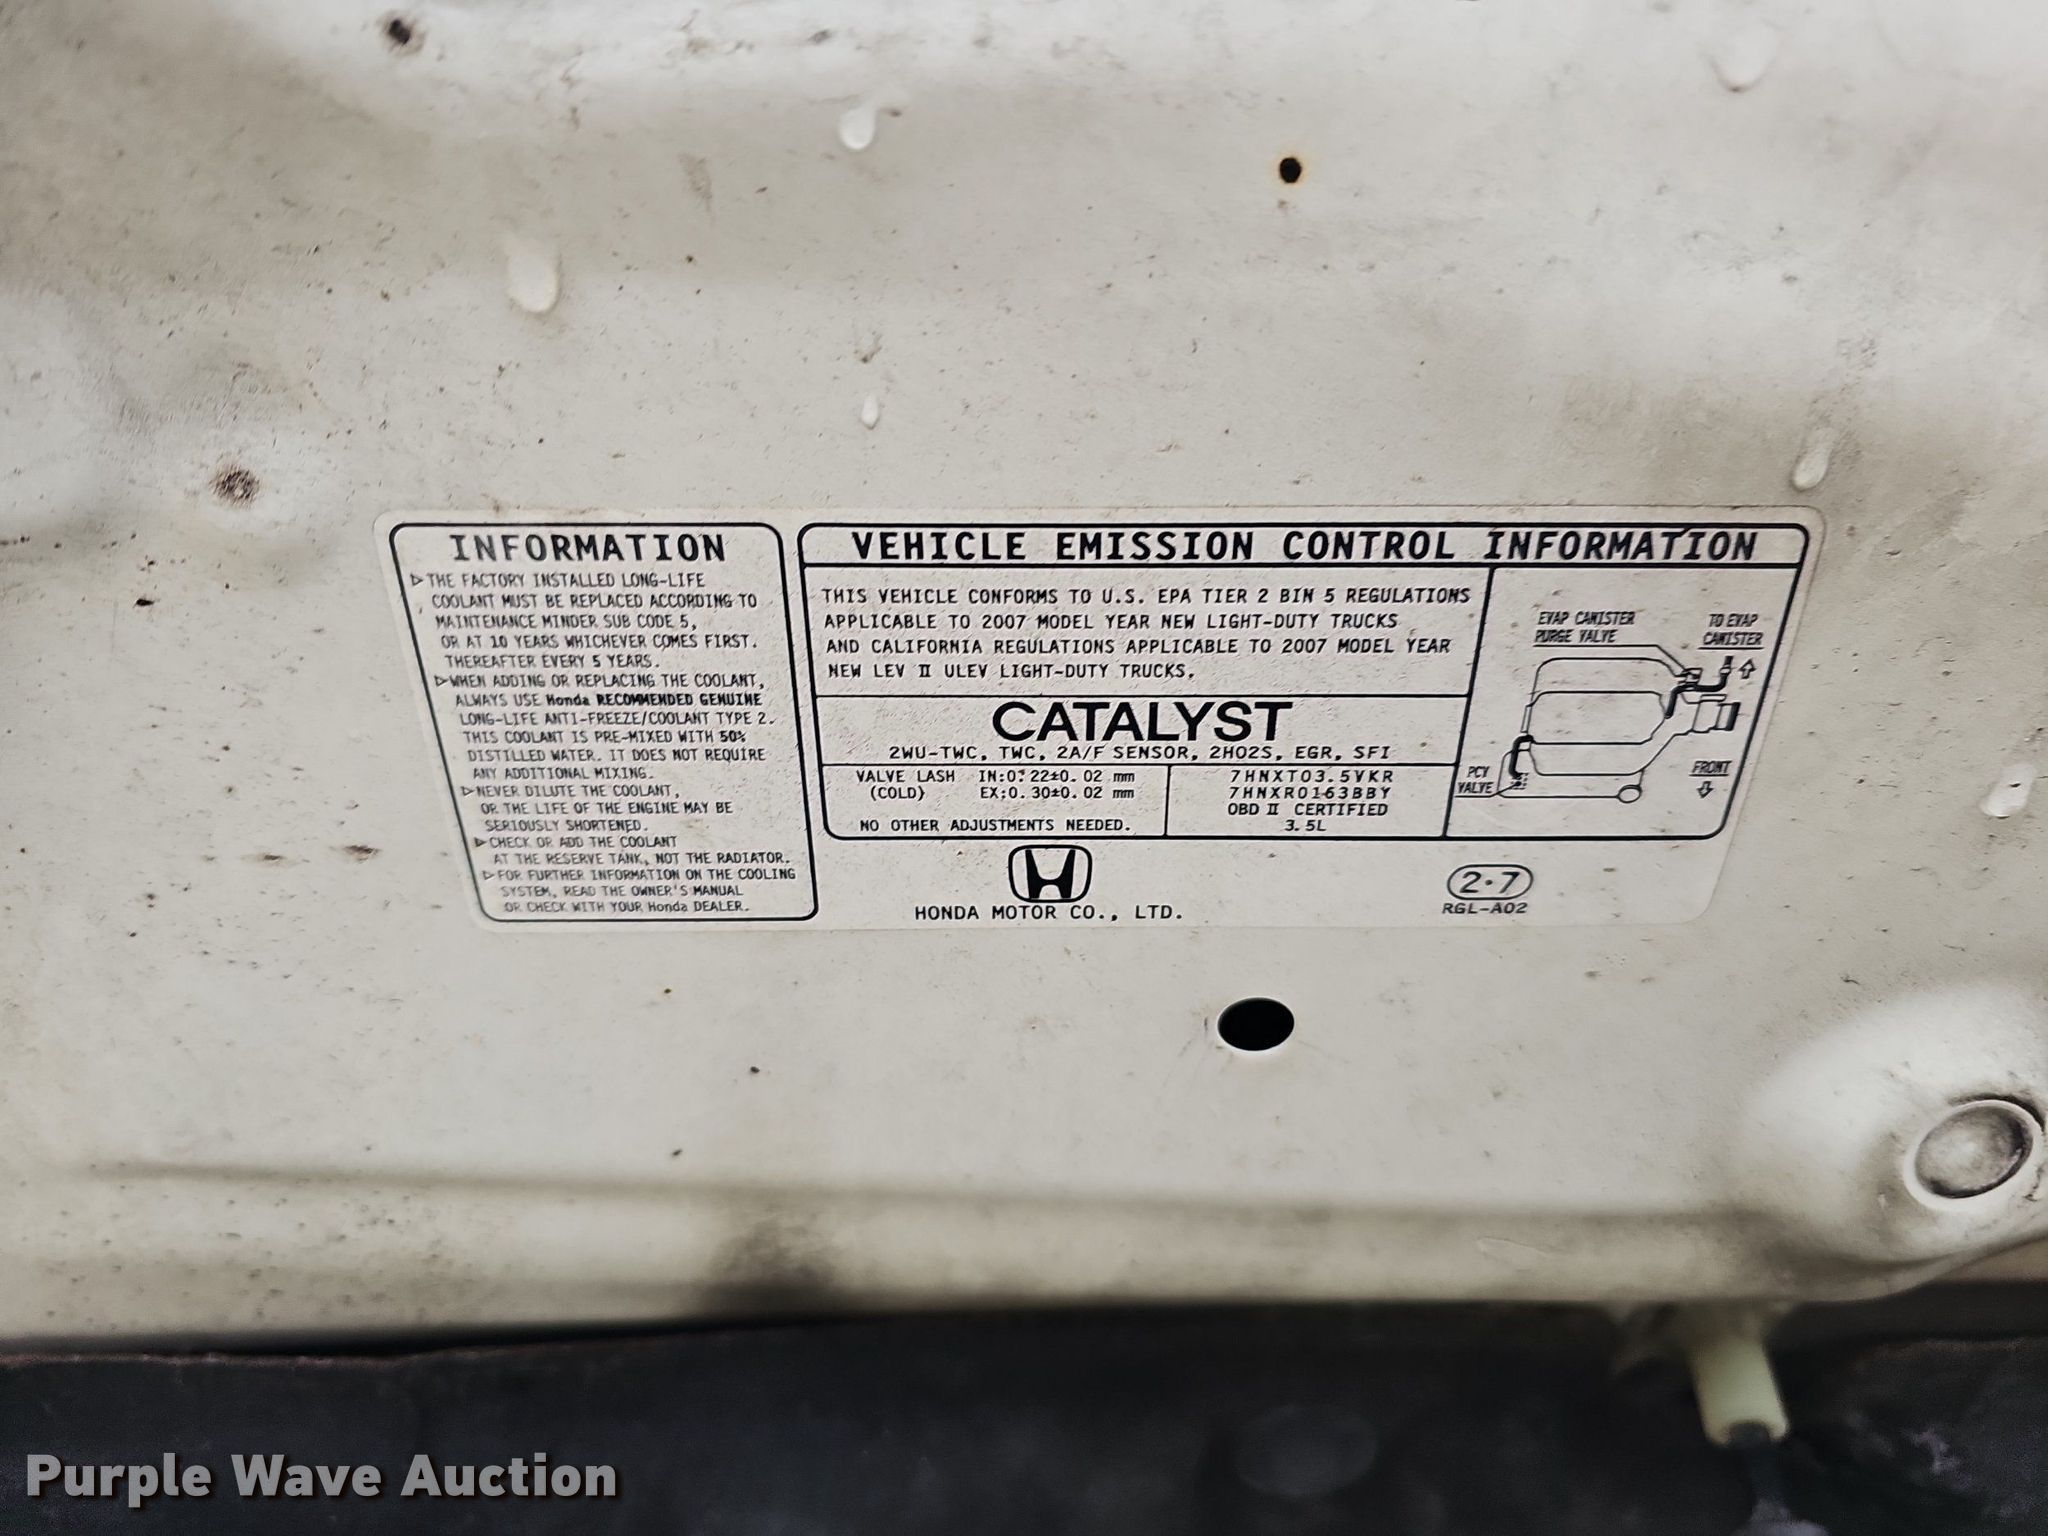 INFORMATION
▷THE FACTORY INSTALLED LONG-LIFE
COOLANT MUST BE REPLACED ACCORDING TO
MAINTENANCE MINDER SUB CODE 5,
OR AT 10 YEARS WHICHEVER COMES FIRST.
THEREAFTER EVERY 5 YEARS.
▷WHEN ADDING OR REPLACING THE COOLANT,
ALWAYS USE Honda RECOMMENDED GENUINE
LONG-LIFE ANTI-FREEZE/COOLANT TYPE 2.
THIS COOLANT IS PRE-MIXED WITH 50%
DISTILLED WATER. IT DOES NOT REQUIRE
ANY ADDITIONAL MIXING.
▷NEVER DILUTE THE COOLANT,
OR THE LIFE OF THE ENGINE MAY BE
SERIOUSLY SHORTENED.
▷CHECK OR ADD THE COOLANT
AT THE RESERVE TANK, NOT THE RADIATOR.
▷FOR FURTHER INFORMATION ON THE COOLING
SYSTEM, READ THE OWNER'S MANUAL
OR CHECK WITH YOUR Honda DEALER.
VEHICLE EMISSION CONTROL INFORMATION
THIS VEHICLE CONFORMS TO U.S. EPA TIER 2 BIN 5 REGULATIONS
APPLICABLE TO 2007 MODEL YEAR NEW LIGHT-DUTY TRUCKS
AND CALIFORNIA REGULATIONS APPLICABLE TO 2007 MODEL YEAR
NEW LEV II ULEV LIGHT-DUTY TRUCKS.
CATALYST
2WU-TWC, TWC, 2A/F SENSOR, 2HO2S, EGR, SFI
VALVE LASH IN:0.22±0.02 mm
(COLD) EX:0.30±0.02 mm
NO OTHER ADJUSTMENTS NEEDED.
7HNXT03.5VKR
7HNXR0163BBY
OBD II CERTIFIED
3.5L
EVAP CANISTER
PURGE VALVE
TO EVAP
CANISTER
PCV
VALVE
FRONT
HONDA MOTOR CO., LTD.
2·7
RGL-A02
Purple Wave Auction